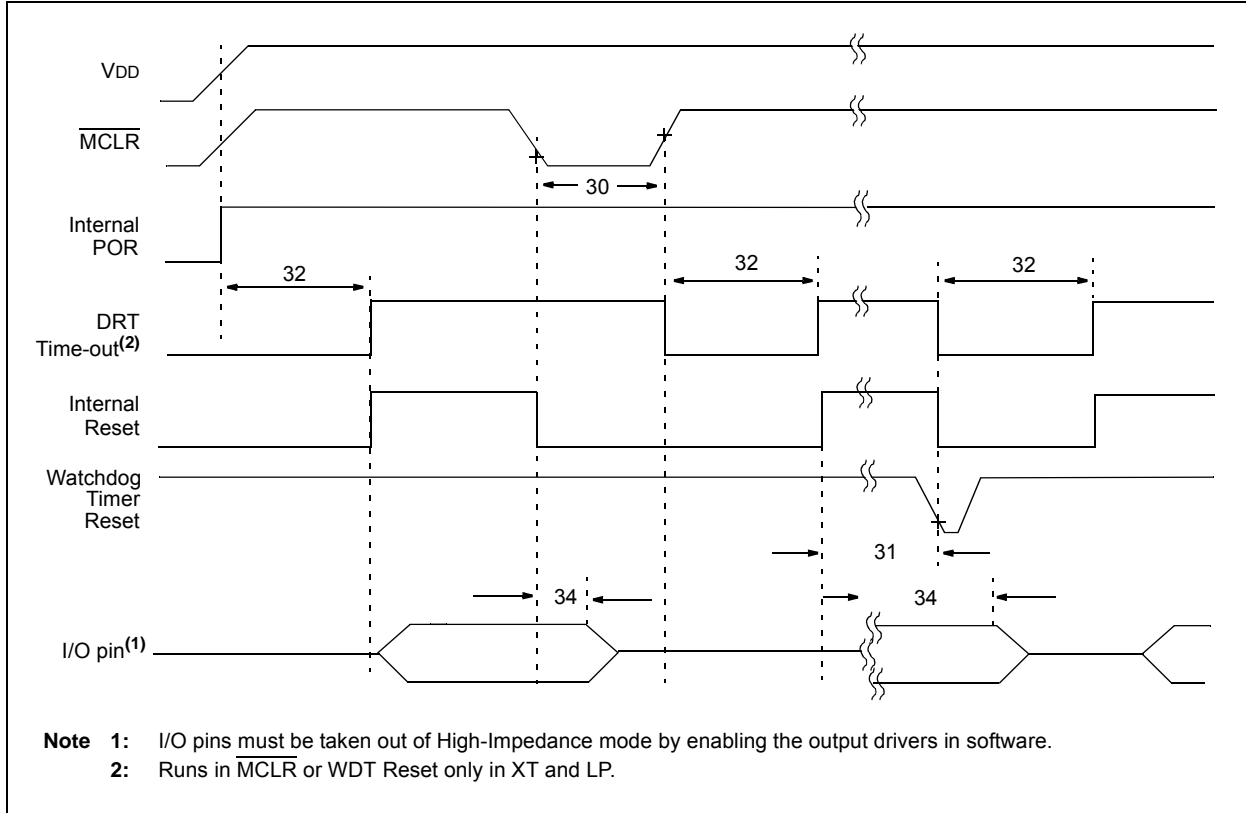 VDD
MCLR
30
Internal
POR
32
32
32
DRT
Time-out(2)
Internal
Reset
Watchdog
Timer
Reset
31
34
34
I/O pin(1)
Note 1: I/O pins must be taken out of High-Impedance mode by enabling the output drivers in software.
2: Runs in MCLR or WDT Reset only in XT and LP.